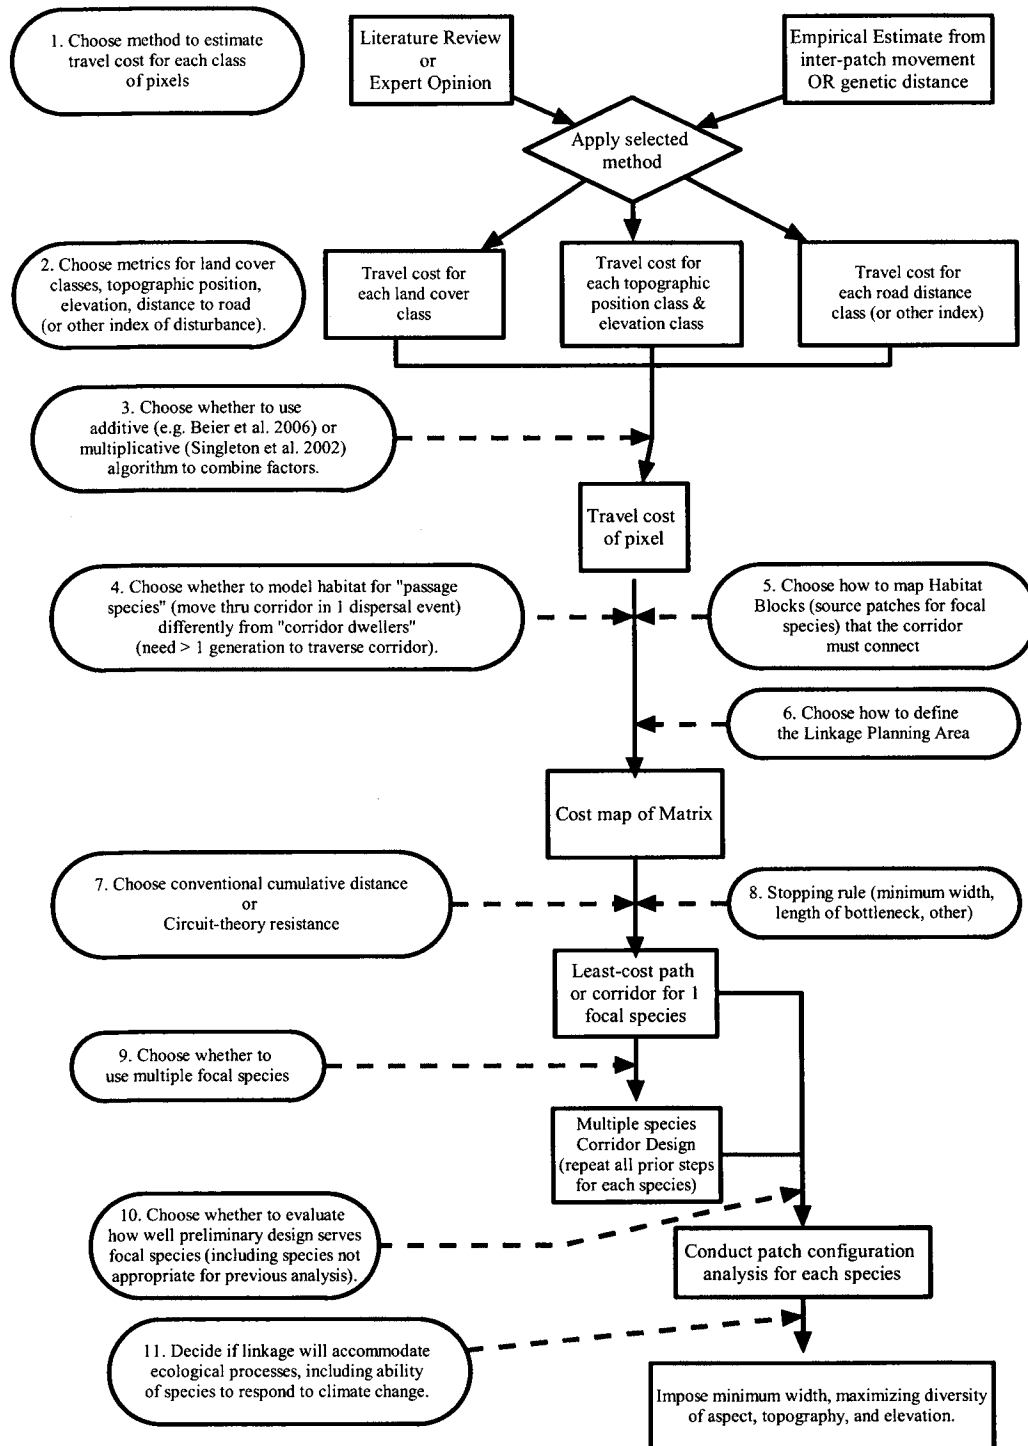 1. Choose method to estimate
travel cost for each class
of pixels
Literature Review
or
Expert Opinion
Empirical Estimate from
inter-patch movement
OR genetic distance
Apply selected
method
2. Choose metrics for land cover
classes, topographic position,
elevation, distance to road
(or other index of disturbance).
Travel cost for
each land cover
class
Travel cost for
each topographic
position class &
elevation class
Travel cost for
each road distance
class (or other index)
3. Choose whether to use
additive (e.g. Beier et al. 2006) or
multiplicative (Singleton et al. 2002)
algorithm to combine factors.
Travel cost
of pixel
4. Choose whether to model habitat for "passage
species" (move thru corridor in 1 dispersal event)
differently from "corridor dwellers"
(need > 1 generation to traverse corridor).
5. Choose how to map Habitat
Blocks (source patches for focal
species) that the corridor
must connect
6. Choose how to define
the Linkage Planning Area
Cost map of Matrix
7. Choose conventional cumulative distance
or
Circuit-theory resistance
8. Stopping rule (minimum width,
length of bottleneck, other)
Least-cost path
or corridor for 1
focal species
9. Choose whether to
use multiple focal species
Multiple species
Corridor Design
(repeat all prior steps
for each species)
10. Choose whether to evaluate
how well preliminary design serves
focal species (including species not
appropriate for previous analysis).
Conduct patch configuration
analysis for each species
11. Decide if linkage will accommodate
ecological processes, including ability
of species to respond to climate change.
Impose minimum width, maximizing diversity
of aspect, topography, and elevation.